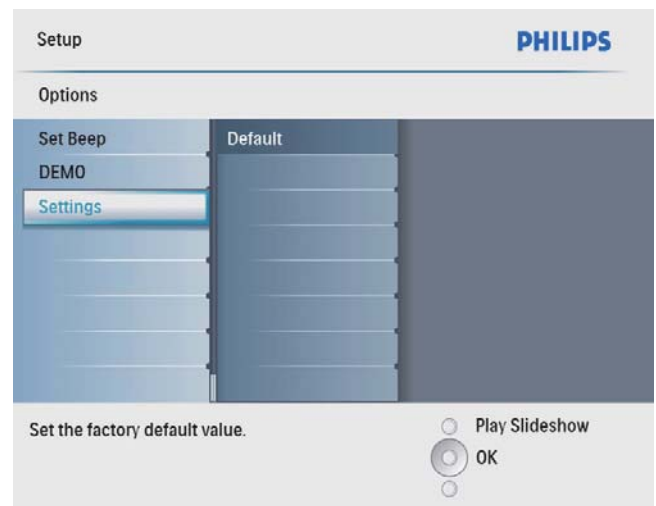 Setup
PHILIPS
Options
Set Beep
Default
DEMO
Settings
Set the factory default value.
Play Slideshow
OK